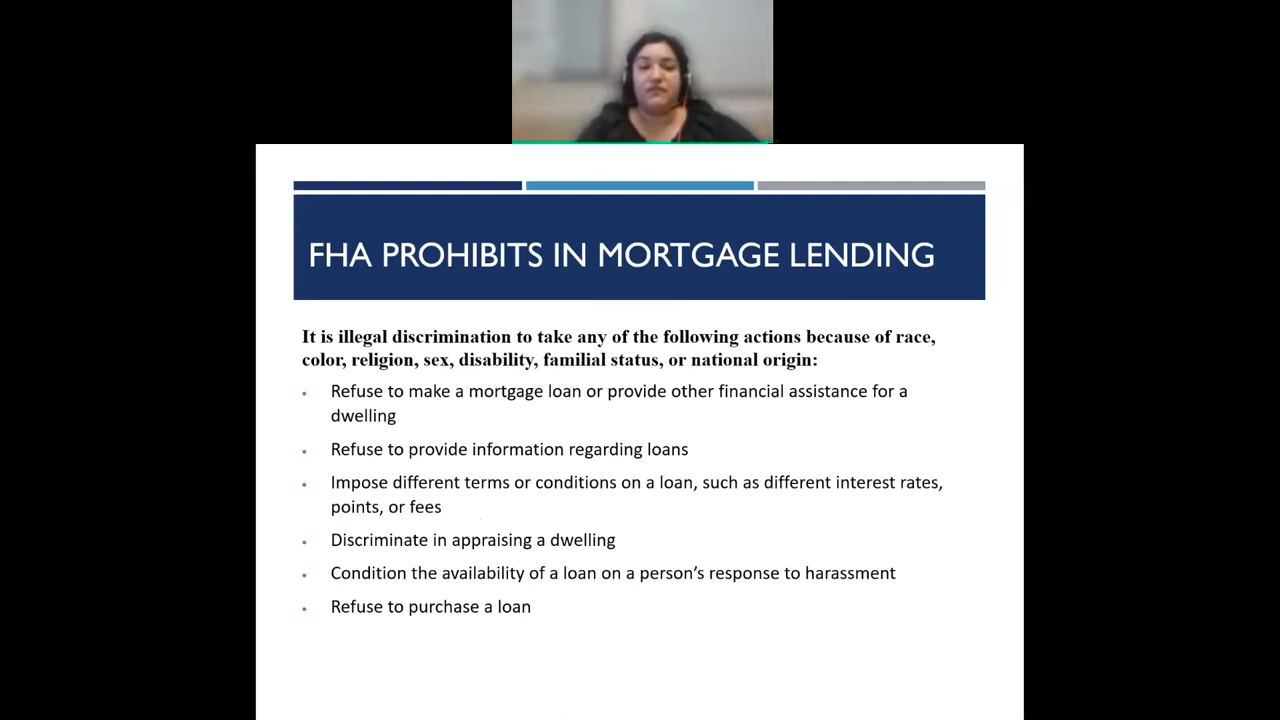 FHA PROHIBITS IN MORTGAGE LENDING
It is illegal discrimination to take any of the following actions because of race,
color, religion, sex, disability, familial status, or national origin:
• Refuse to make a mortgage loan or provide other financial assistance for a
dwelling
• Refuse to provide information regarding loans
• Impose different terms or conditions on a loan, such as different interest rates,
points, or fees
• Discriminate in appraising a dwelling
• Condition the availability of a loan on a person’s response to harassment
• Refuse to purchase a loan